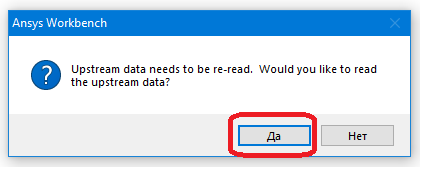 Ansys Workbench
Upstream data needs to be re-read. Would you like to read
the upstream data?
Да
Нет